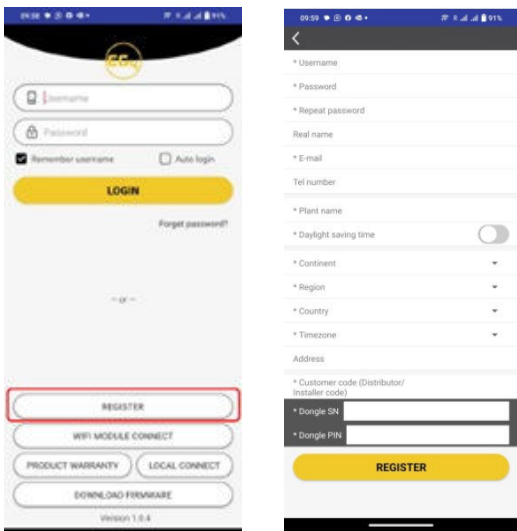 09:58
91%
EG4
Username
Password
Remember username
Auto login
LOGIN
Forget password?
- or -
REGISTER
WIFI MODULE CONNECT
PRODUCT WARRANTY
LOCAL CONNECT
DOWNLOAD FIRMWARE
Version 1.0.4
09:59
91%
* Username
* Password
* Repeat password
Real name
* E-mail
Tel number
* Plant name
* Daylight saving time
* Continent
* Region
* Country
* Timezone
Address
* Customer code (Distributor/
Installer code)
* Dongle SN
* Dongle PIN
REGISTER